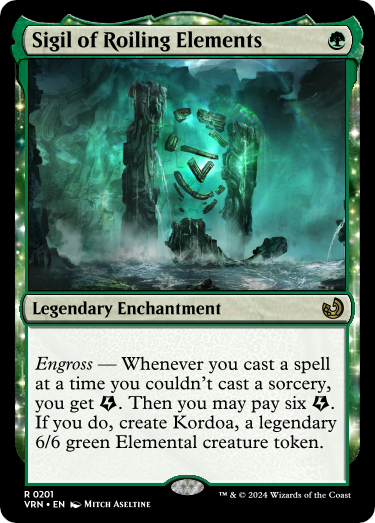 Sigil of Roiling Elements
Legendary Enchantment
Engross — Whenever you cast a spell
at a time you couldn’t cast a sorcery,
you get. Then you may pay six.
If you do, create Kordoa, a legendary
6/6 green Elemental creature token.
R 0201
VRN • EN Mitch Aseltine
™ & © 2024 Wizards of the Coast